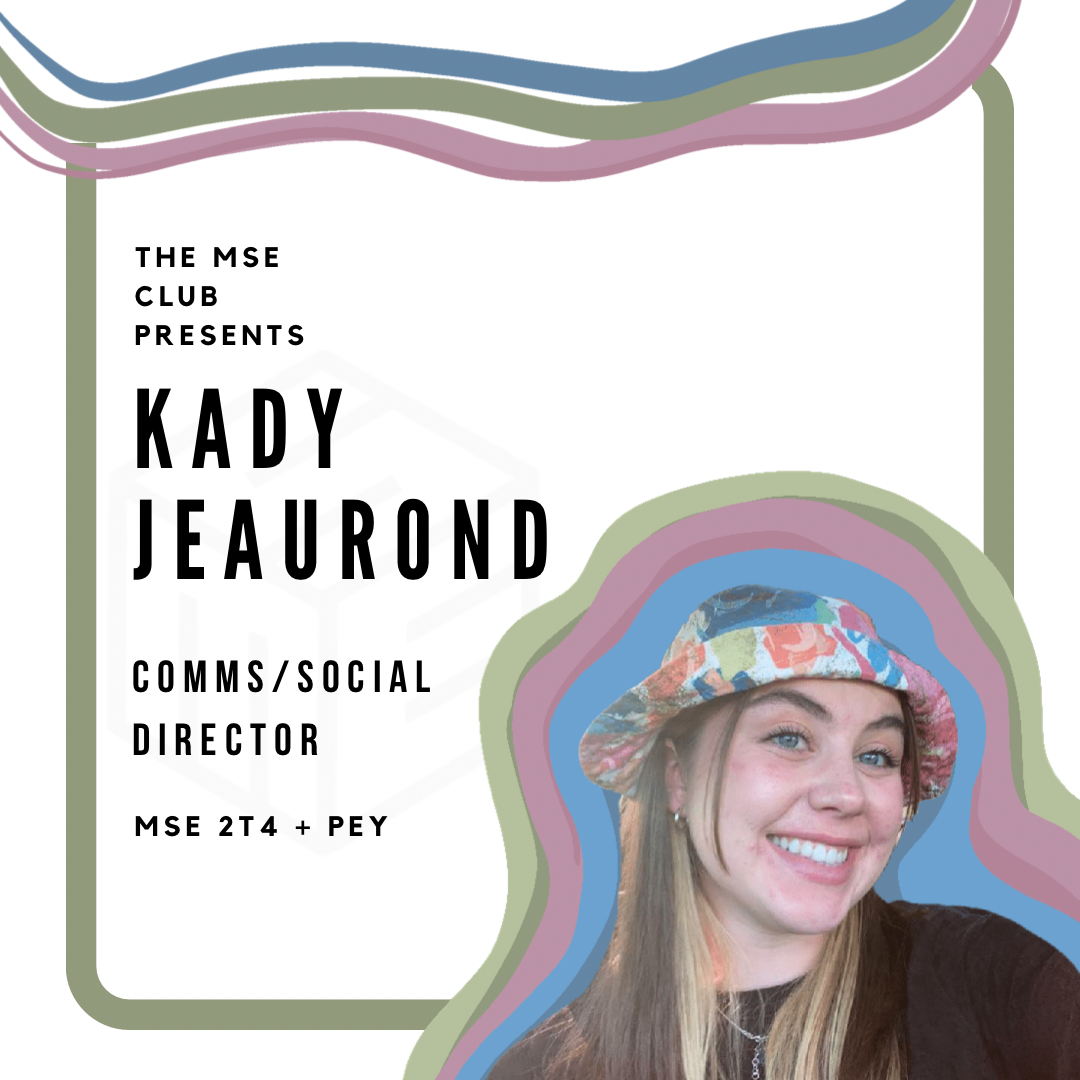 THE MSE
CLUB
PRESENTS
KADY
JEAUROND
COMMS/SOCIAL
DIRECTOR
MSE 2T4 + PEY